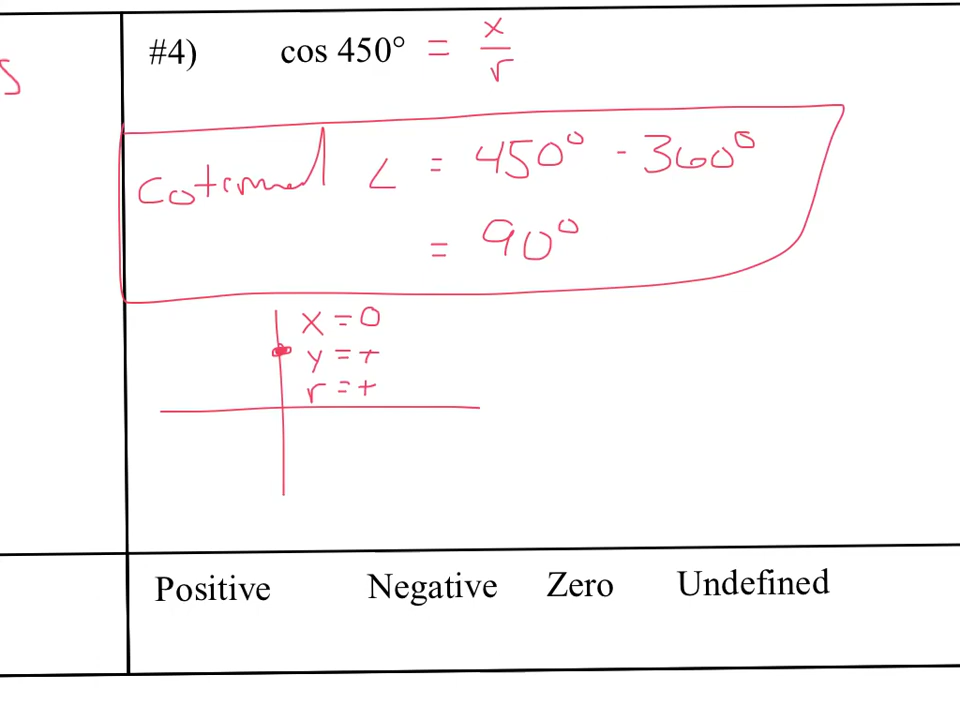 s
#4) cos 450° = x/r
Coterminal ∠ = 450° - 360°
= 90°
x = 0
y = +
r = +
Positive Negative Zero Undefined